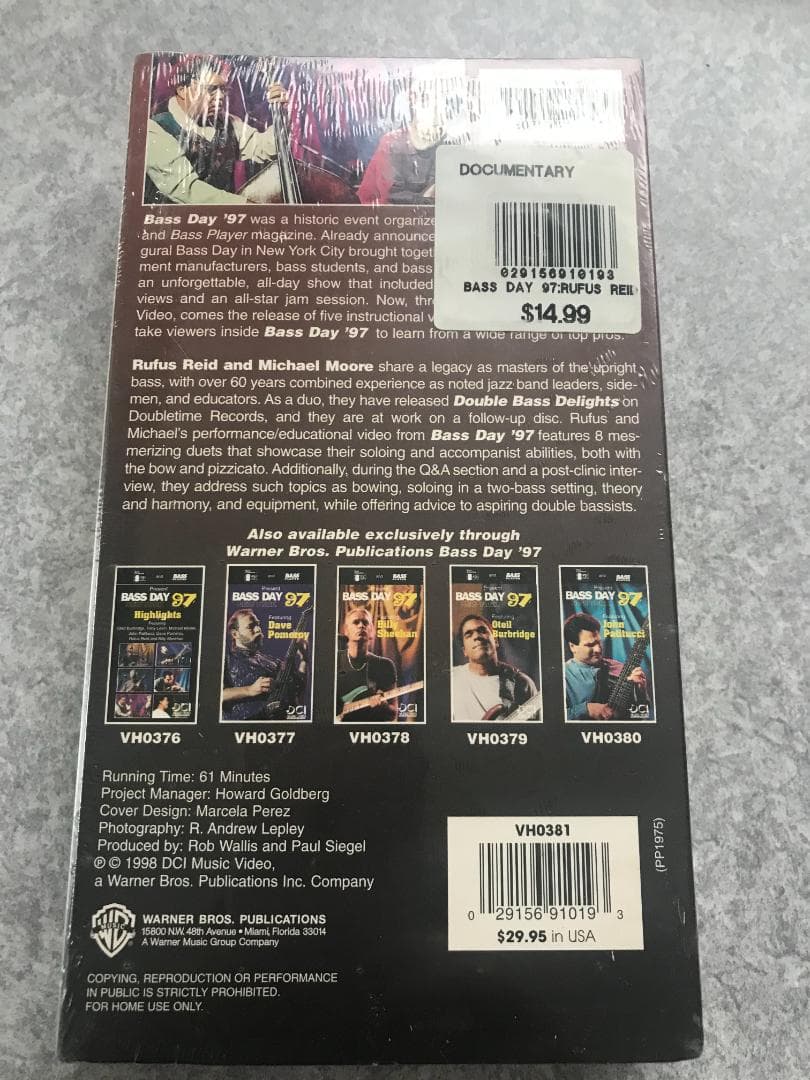 DOCUMENTARY
029156910193
BASS DAY 97:RUFUS REI
$14.99
Bass Day '97 was a historic event organize
and Bass Player magazine. Already announce
gural Bass Day in New York City brought toget
ment manufacturers, bass students, and bass
an unforgettable, all-day show that included
views and an all-star jam session. Now, thr
Video, comes the release of five instructional v
take viewers inside Bass Day '97 to learn from a wide range of top pros.
Rufus Reid and Michael Moore share a legacy as masters of the upright
bass, with over 60 years combined experience as noted jazz band leaders, side-
men, and educators. As a duo, they have released Double Bass Delights on
Doubletime Records, and they are at work on a follow-up disc. Rufus and
Michael's performance/educational video from Bass Day '97 features 8 mes-
merizing duets that showcase their soloing and accompanist abilities, both with
the bow and pizzicato. Additionally, during the Q&A section and a post-clinic inter-
view, they address such topics as bowing, soloing in a two-bass setting, theory
and harmony, and equipment, while offering advice to aspiring double bassists.
Also available exclusively through
Warner Bros. Publications Bass Day '97
BASS DAY 97
Highlights
BASS DAY 97
Featuring
Dave
Pomeroy
DCI
BASS DAY 97
Billy
Sheehan
DCI
BASS DAY 97
Featuring
Oteil
Burbridge
DCI
BASS DAY 97
Featuring
John
Patitucci
DCI
VH0376
VH0377
VH0378
VH0379
VH0380
Running Time: 61 Minutes
Project Manager: Howard Goldberg
Cover Design: Marcela Perez
Photography: R. Andrew Lepley
Produced by: Rob Wallis and Paul Siegel
℗ © 1998 DCI Music Video,
a Warner Bros. Publications Inc. Company
VH0381
0 29156 91019 3
$29.95 in USA
(PP1975)
MUSIC
WARNER BROS. PUBLICATIONS
15800 N.W. 48th Avenue • Miami, Florida 33014
A Warner Music Group Company
COPYING, REPRODUCTION OR PERFORMANCE
IN PUBLIC IS STRICTLY PROHIBITED.
FOR HOME USE ONLY.